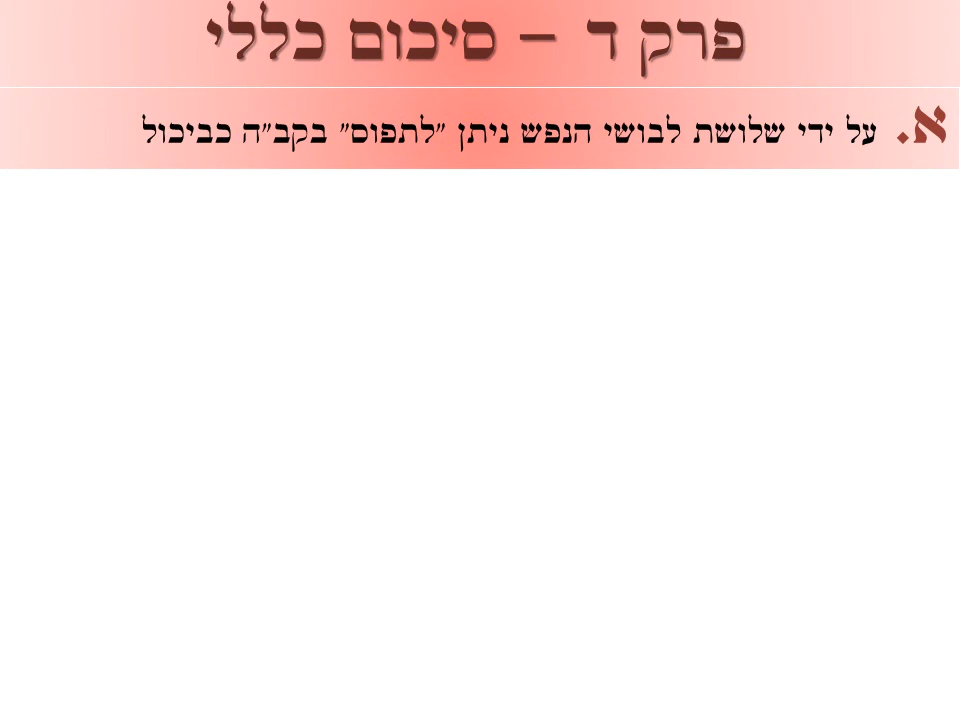 פרק ד – סיכום כללי
א. על ידי שלושת לבושי הנפש ניתן "לתפוס" בקב"ה כביכול